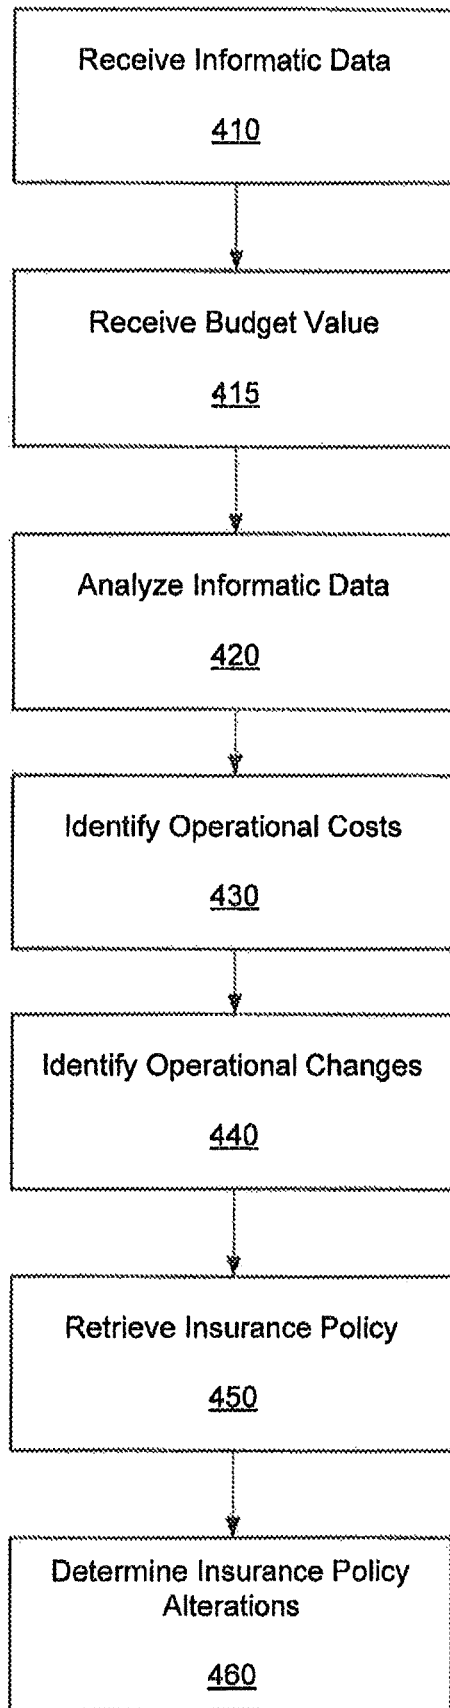 Receive Informatic Data
410
Receive Budget Value
415
Analyze Informatic Data
420
Identify Operational Costs
430
Identify Operational Changes
440
Retrieve Insurance Policy
450
Determine Insurance Policy
Alterations
460